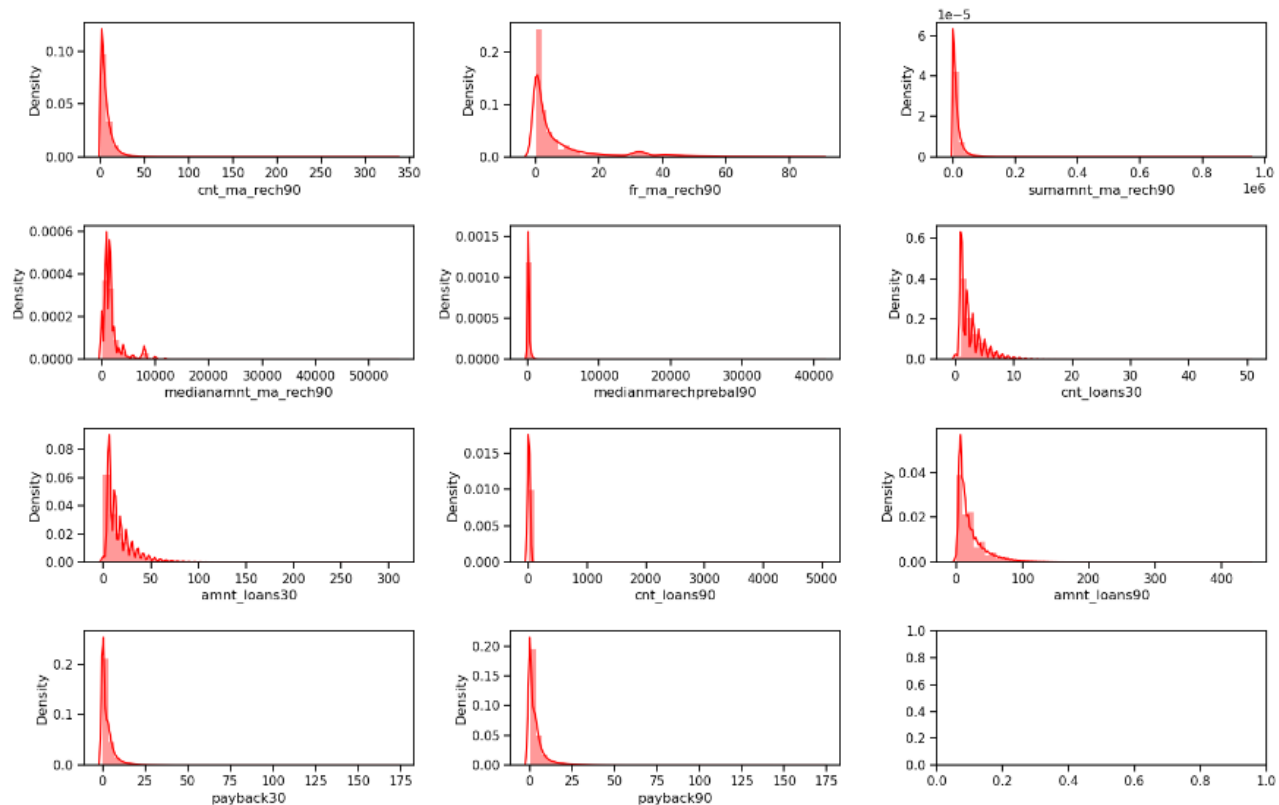 1e−5
Density
0.10
0.05
0.00
0 50 100 150 200 250 300 350
cnt_ma_rech90
Density
0.2
0.1
0.0
0 20 40 60 80
fr_ma_rech90
Density
6
4
2
0
0.0 0.2 0.4 0.6 0.8 1.0
sumamnt_ma_rech90
1e6
Density
0.0006
0.0004
0.0002
0.0000
0 10000 20000 30000 40000 50000
medianamnt_ma_rech90
Density
0.0015
0.0010
0.0005
0.0000
0 10000 20000 30000 40000
medianmarechprebal90
Density
0.6
0.4
0.2
0.0
0 10 20 30 40 50
cnt_loans30
Density
0.08
0.06
0.04
0.02
0.00
0 50 100 150 200 250 300
amnt_loans30
Density
0.015
0.010
0.005
0.000
0 1000 2000 3000 4000 5000
cnt_loans90
Density
0.04
0.02
0.00
0 100 200 300 400
amnt_loans90
Density
0.2
0.1
0.0
0 25 50 75 100 125 150 175
payback30
Density
0.20
0.15
0.10
0.05
0.00
0 25 50 75 100 125 150 175
payback90
1.0
0.8
0.6
0.4
0.2
0.0
0.0 0.2 0.4 0.6 0.8 1.0